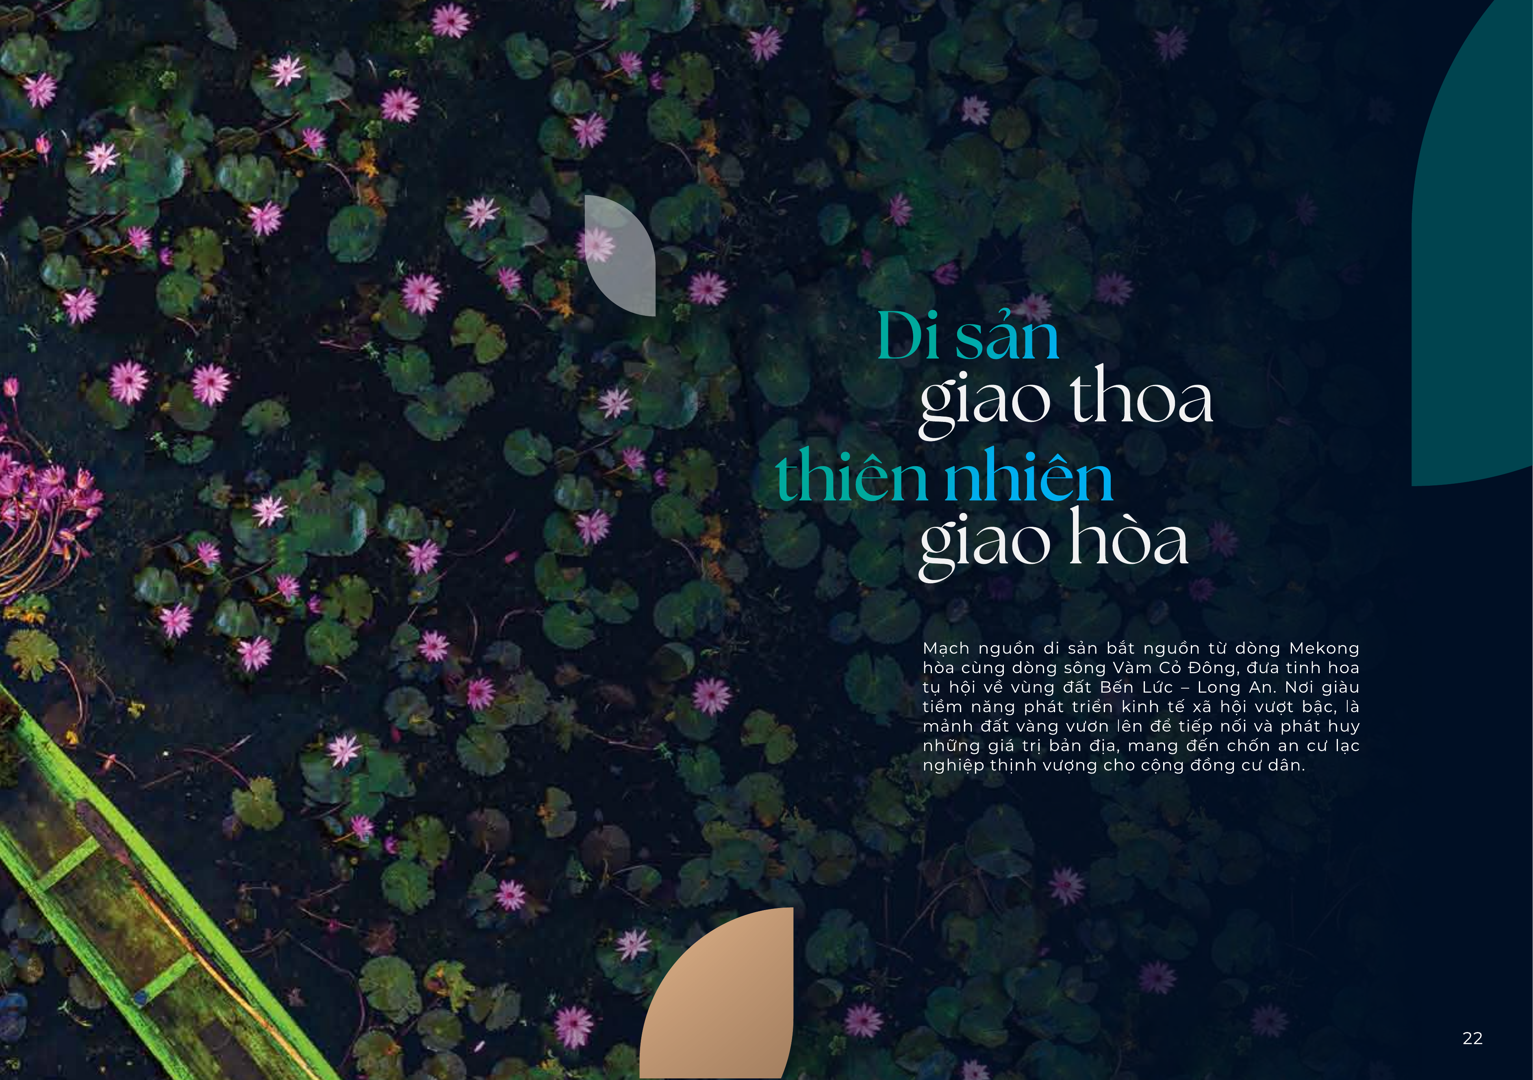 Di sản
giao thoa
thiên nhiên
giao hòa
Mạch nguồn di sản bắt nguồn từ dòng Mekong
hòa cùng dòng sông Vàm Cỏ Đông, đưa tinh hoa
tụ hội về vùng đất Bến Lức – Long An. Nơi giàu
tiềm năng phát triển kinh tế xã hội vượt bậc, là
mảnh đất vàng vươn lên để tiếp nối và phát huy
những giá trị bản địa, mang đến chốn an cư lạc
nghiệp thịnh vượng cho cộng đồng cư dân.
22